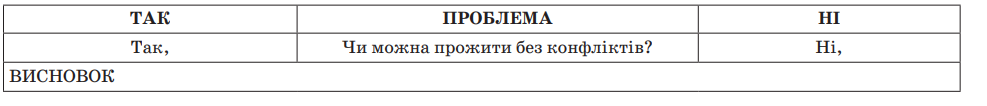 ТАК ПРОБЛЕМА НІ
Так, Чи можна прожити без конфліктів? Ні,
ВИСНОВОК